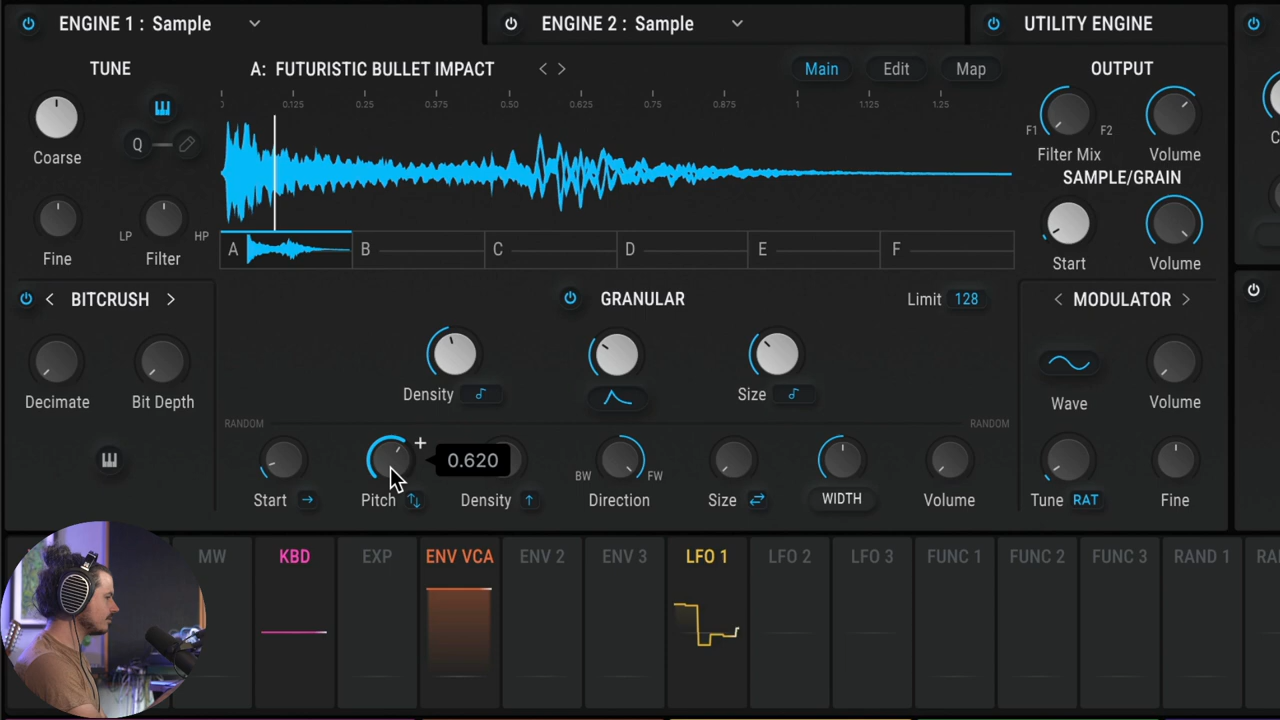 ENGINE 1 : Sample
ENGINE 2 : Sample
UTILITY ENGINE
TUNE
A: FUTURISTIC BULLET IMPACT
Main
Edit
Map
OUTPUT
0
0.125
0.25
0.375
0.50
0.625
0.75
0.875
1
1.125
1.25
Q
F1
F2
Coarse
Filter Mix
Volume
SAMPLE/GRAIN
LP
HP
A
B
C
D
E
F
Fine
Filter
Start
Volume
BITCRUSH
GRANULAR
Limit 128
MODULATOR
Density
Size
Decimate
Bit Depth
Wave
Volume
RANDOM
RANDOM
0.620
BW
FW
Start
Pitch
Density
Direction
Size
WIDTH
Volume
Tune RAT
Fine
MW
KBD
EXP
ENV VCA
ENV 2
ENV 3
LFO 1
LFO 2
LFO 3
FUNC 1
FUNC 2
FUNC 3
RAND 1